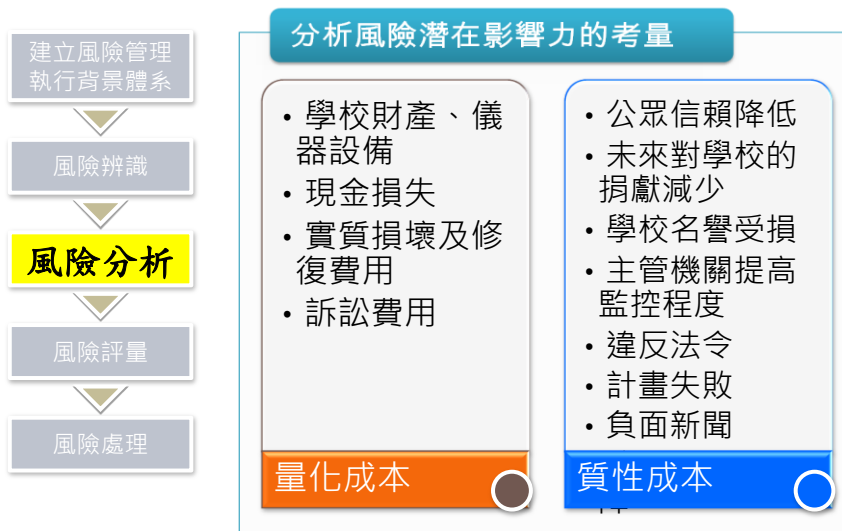 建立風險管理
執行背景體系
風險辨識
風險分析
風險評量
風險處理
分析風險潛在影響力的考量
• 學校財產、儀
器設備
• 現金損失
• 實質損壞及修
復費用
• 訴訟費用
量化成本
• 公眾信賴降低
• 未來對學校的
捐獻減少
• 學校名譽受損
• 主管機關提高
監控程度
• 違反法令
• 計畫失敗
• 負面新聞
質性成本